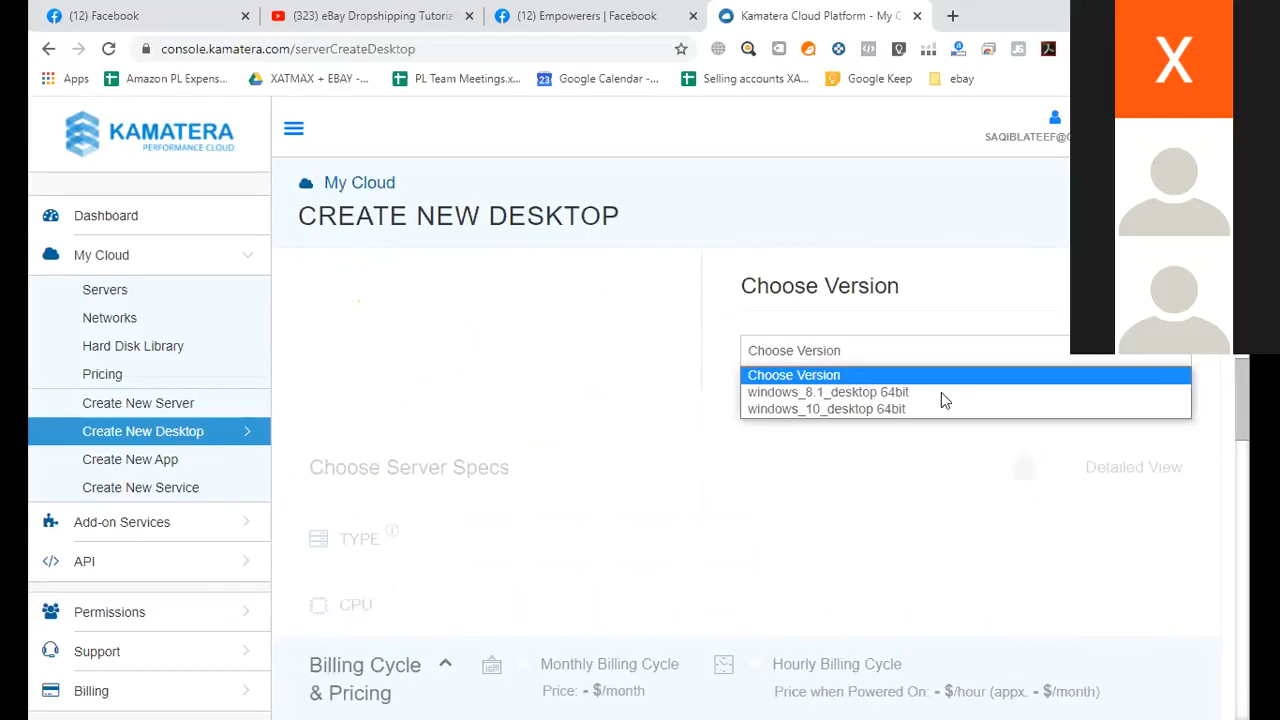 (12) Facebook
(323) eBay Dropshipping Tutoria
(12) Empowerers | Facebook
Kamatera Cloud Platform - My C
console.kamatera.com/serverCreateDesktop
Apps
Amazon PL Expens...
XATMAX + EBAY -...
PL Team Meetings.x...
23
Google Calendar -...
Selling accounts XA...
Google Keep
ebay
X
KAMATERA
PERFORMANCE CLOUD
SAQIBLATEEF@
My Cloud
CREATE NEW DESKTOP
Dashboard
My Cloud
Servers
Networks
Hard Disk Library
Pricing
Create New Server
Create New Desktop
Create New App
Create New Service
Add-on Services
API
Permissions
Support
Billing
Choose Version
Choose Version
Choose Version
windows_8.1_desktop 64bit
windows_10_desktop 64bit
Choose Server Specs
Detailed View
TYPE
CPU
Billing Cycle
& Pricing
Monthly Billing Cycle
Price: - $/month
Hourly Billing Cycle
Price when Powered On: - $/hour (appx. - $/month)